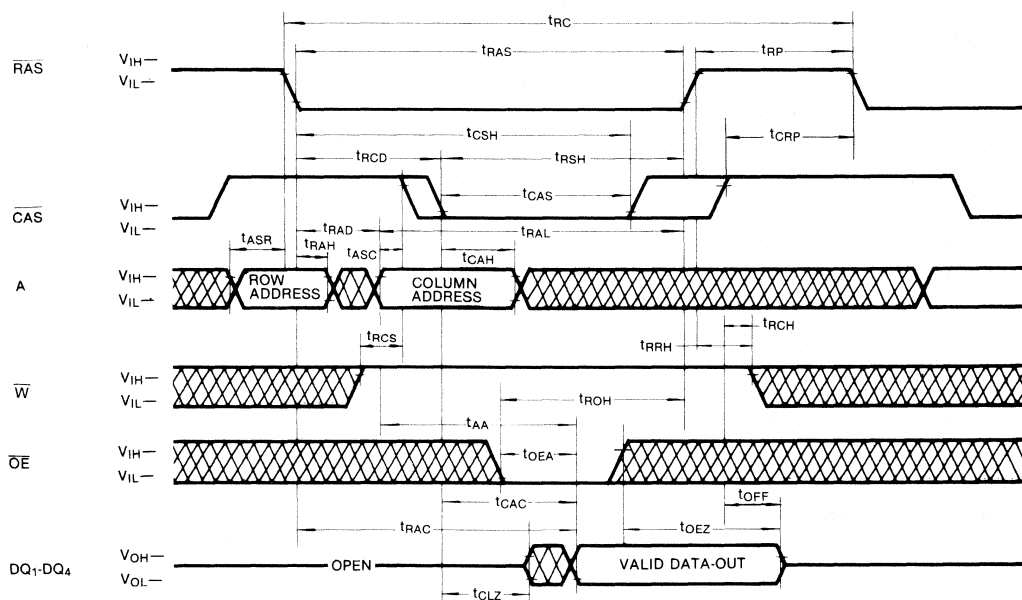 tRC
tRAS
tRP
RAS
VIH—
VIL—
tCSH
tCRP
tRCD
tRSH
tCAS
CAS
VIH—
VIL—
tASR
tRAD
tRAL
tRAH
tASC
tCAH
A
VIH—
VIL—
ROW
ADDRESS
COLUMN
ADDRESS
tRCS
tRCH
tRRH
W
VIH—
VIL—
tROH
tAA
OE
VIH—
VIL—
tOEA
tCAC
tOFF
tRAC
tOEZ
DQ1-DQ4
VOH—
VOL—
OPEN
VALID DATA-OUT
tCLZ